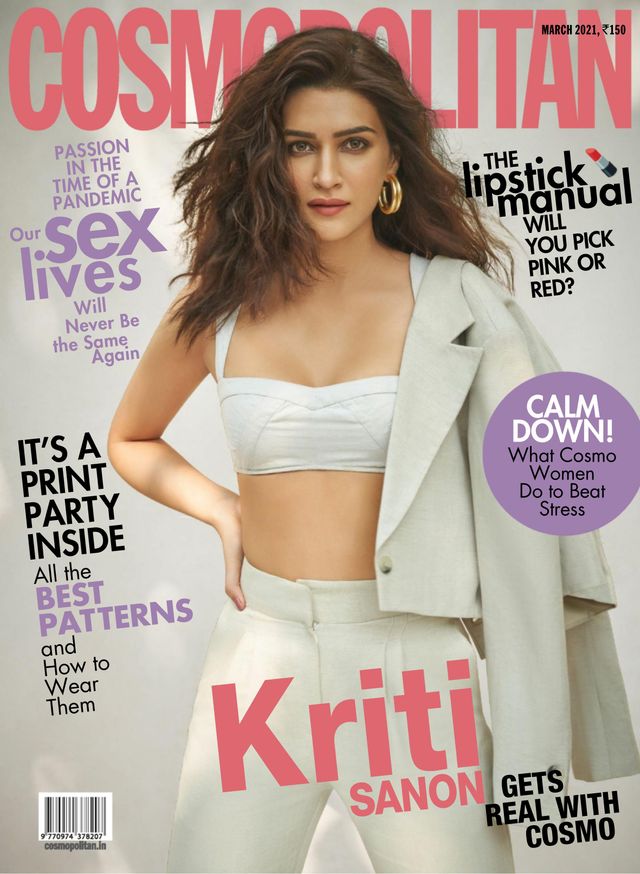 COSMOPOLITAN
MARCH 2021, ₹150
PASSION
IN THE
TIME OF A
PANDEMIC
Our sex
lives
Will
Never Be
the Same
Again
THE
lipstick
manual
WILL
YOU PICK
PINK OR
RED?
CALM
DOWN!
What Cosmo
Women
Do to Beat
Stress
IT'S A
PRINT
PARTY
INSIDE
All the
BEST
PATTERNS
and
How to
Wear
Them
Kriti
SANON
GETS
REAL WITH
COSMO
9 770974 378207
cosmopolitan.in